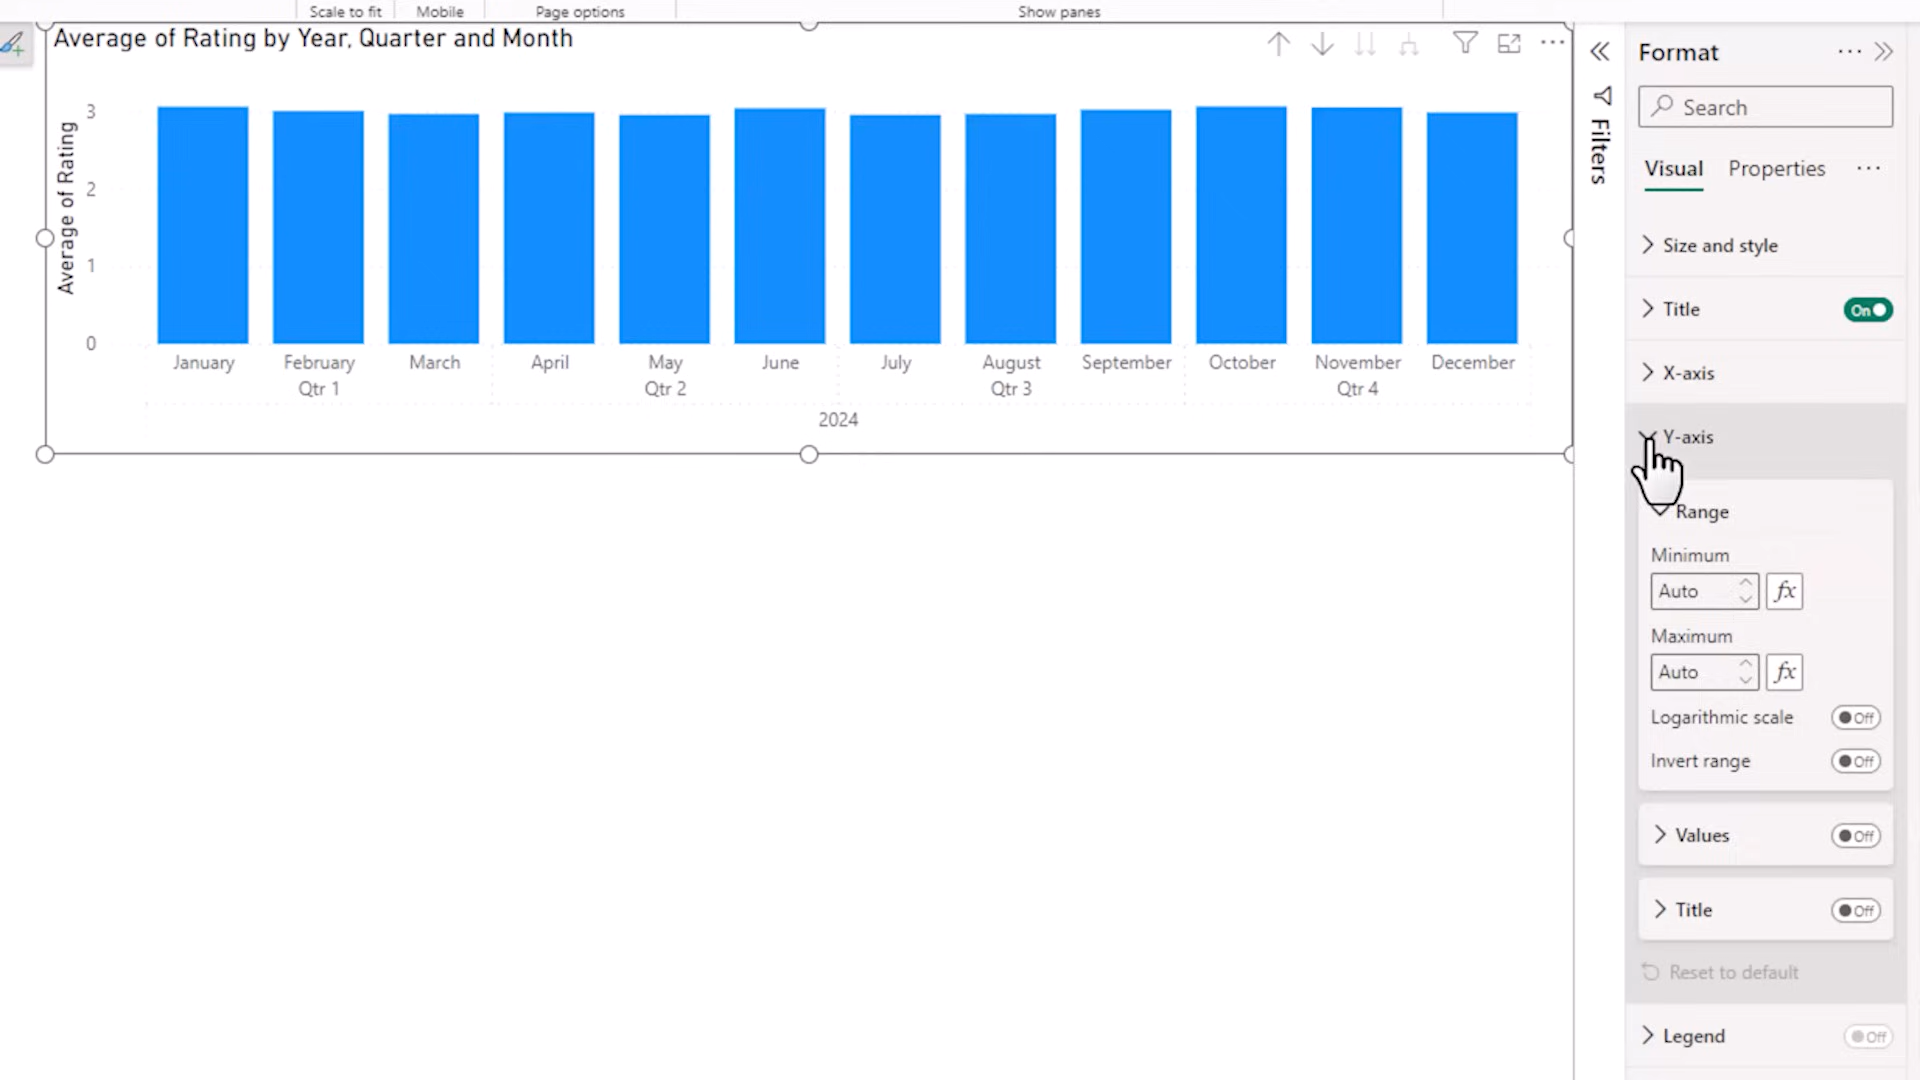 Scale to fit
Mobile
Page options
Show panes
Average of Rating by Year, Quarter and Month
Average of Rating
3
2
1
0
January February March April May June July August September October November December
Qtr 1 Qtr 2 Qtr 3 Qtr 4
2024
Filters
Format
Search
Visual Properties
Size and style
Title On
X-axis
Y-axis
Range
Minimum
Auto fx
Maximum
Auto fx
Logarithmic scale Off
Invert range Off
Values Off
Title Off
Reset to default
Legend Off